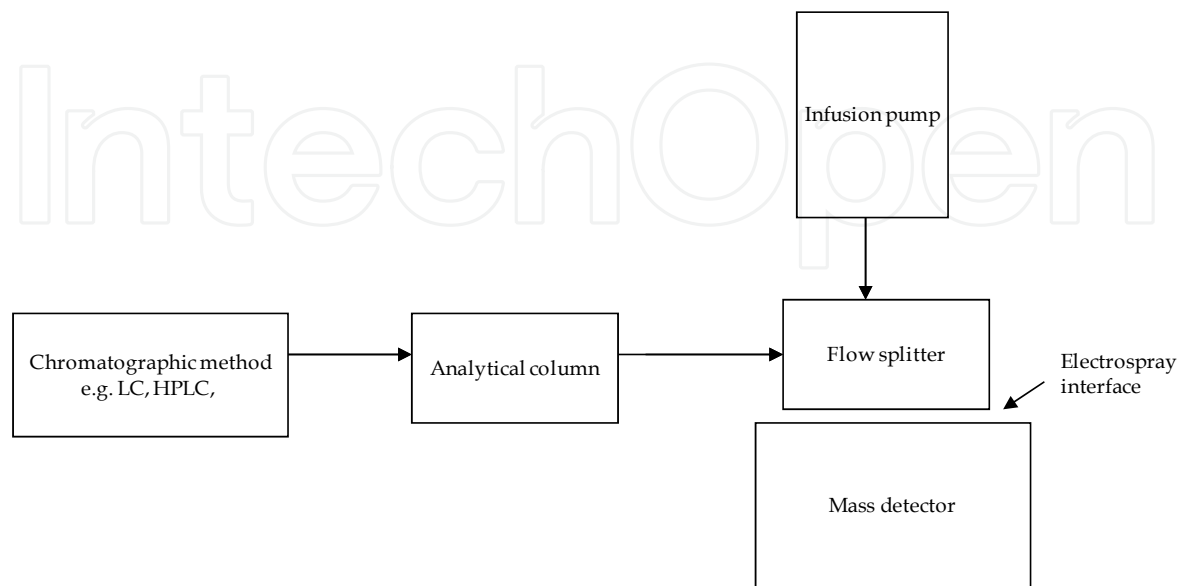 IntechOpen
Infusion pump
Chromatographic method
e.g. LC, HPLC,
Analytical column
Flow splitter
Electrospray
interface
Mass detector